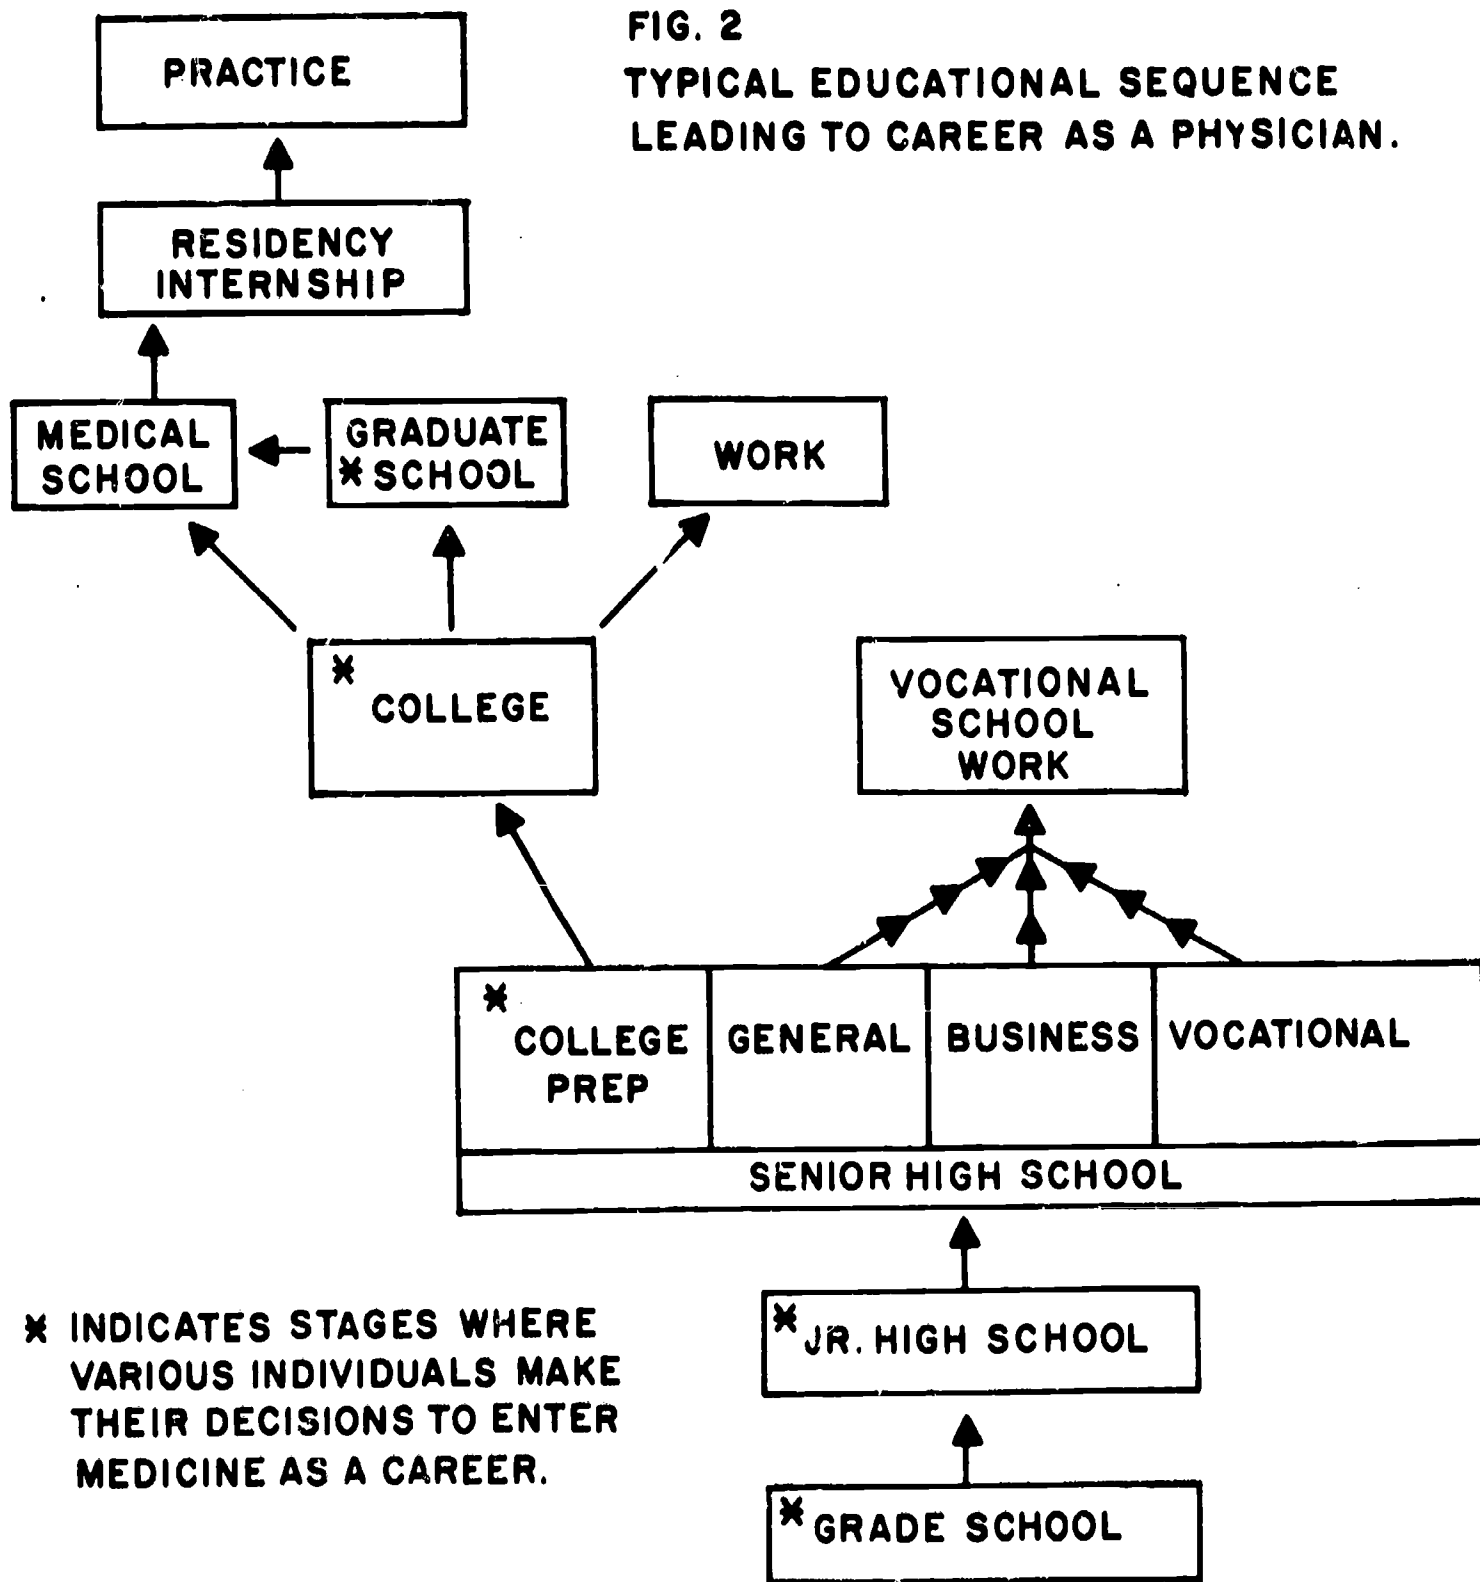 FIG. 2
TYPICAL EDUCATIONAL SEQUENCE
LEADING TO CAREER AS A PHYSICIAN.
PRACTICE
RESIDENCY
INTERNSHIP
MEDICAL
SCHOOL
GRADUATE
* SCHOOL
WORK
*
COLLEGE
VOCATIONAL
SCHOOL
WORK
*
COLLEGE
PREP
GENERAL
BUSINESS
VOCATIONAL
SENIOR HIGH SCHOOL
* JR. HIGH SCHOOL
* GRADE SCHOOL
* INDICATES STAGES WHERE
VARIOUS INDIVIDUALS MAKE
THEIR DECISIONS TO ENTER
MEDICINE AS A CAREER.